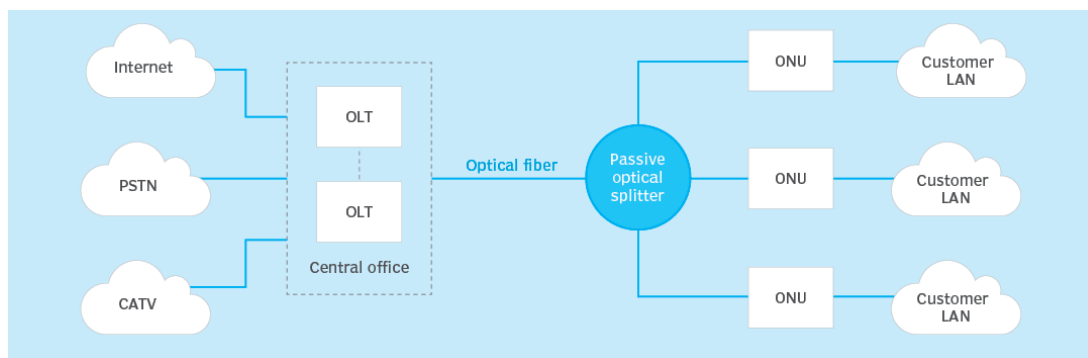 Internet
PSTN
CATV
OLT
OLT
Central office
Optical fiber
Passive
optical
splitter
ONU
Customer
LAN
ONU
Customer
LAN
ONU
Customer
LAN